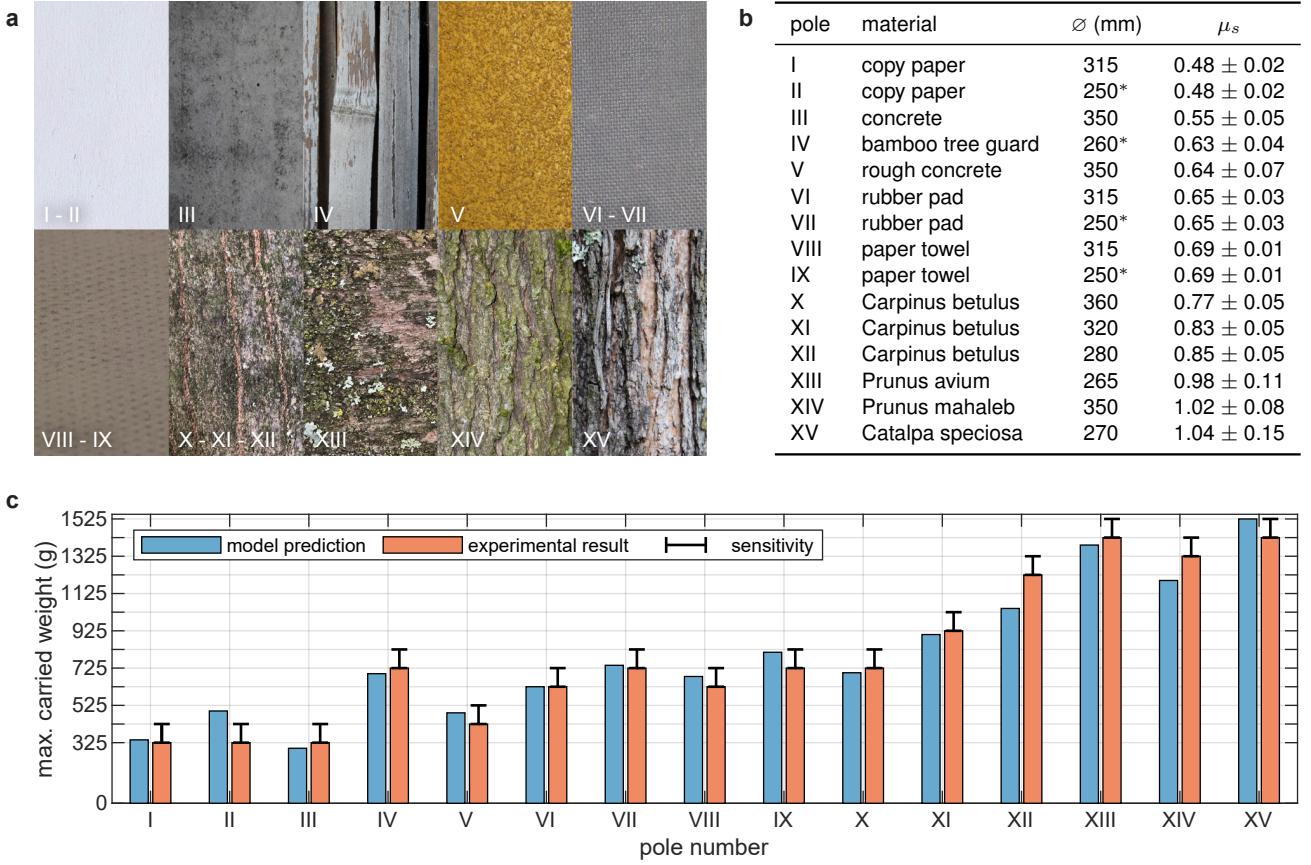 a
I - II
III
IV
V
VI - VII
VIII - IX
X - XI - XII
XIII
XIV
XV
b
pole material ∅ (mm) μs
I copy paper 315 0.48 ± 0.02
II copy paper 250* 0.48 ± 0.02
III concrete 350 0.55 ± 0.05
IV bamboo tree guard 260* 0.63 ± 0.04
V rough concrete 350 0.64 ± 0.07
VI rubber pad 315 0.65 ± 0.03
VII rubber pad 250* 0.65 ± 0.03
VIII paper towel 315 0.69 ± 0.01
IX paper towel 250* 0.69 ± 0.01
X Carpinus betulus 360 0.77 ± 0.05
XI Carpinus betulus 320 0.83 ± 0.05
XII Carpinus betulus 280 0.85 ± 0.05
XIII Prunus avium 265 0.98 ± 0.11
XIV Prunus mahaleb 350 1.02 ± 0.08
XV Catalpa speciosa 270 1.04 ± 0.15
c
max. carried weight (g)
1525
1325
1125
925
725
525
325
0
model prediction experimental result sensitivity
I II III IV V VI VII VIII IX X XI XII XIII XIV XV
pole number